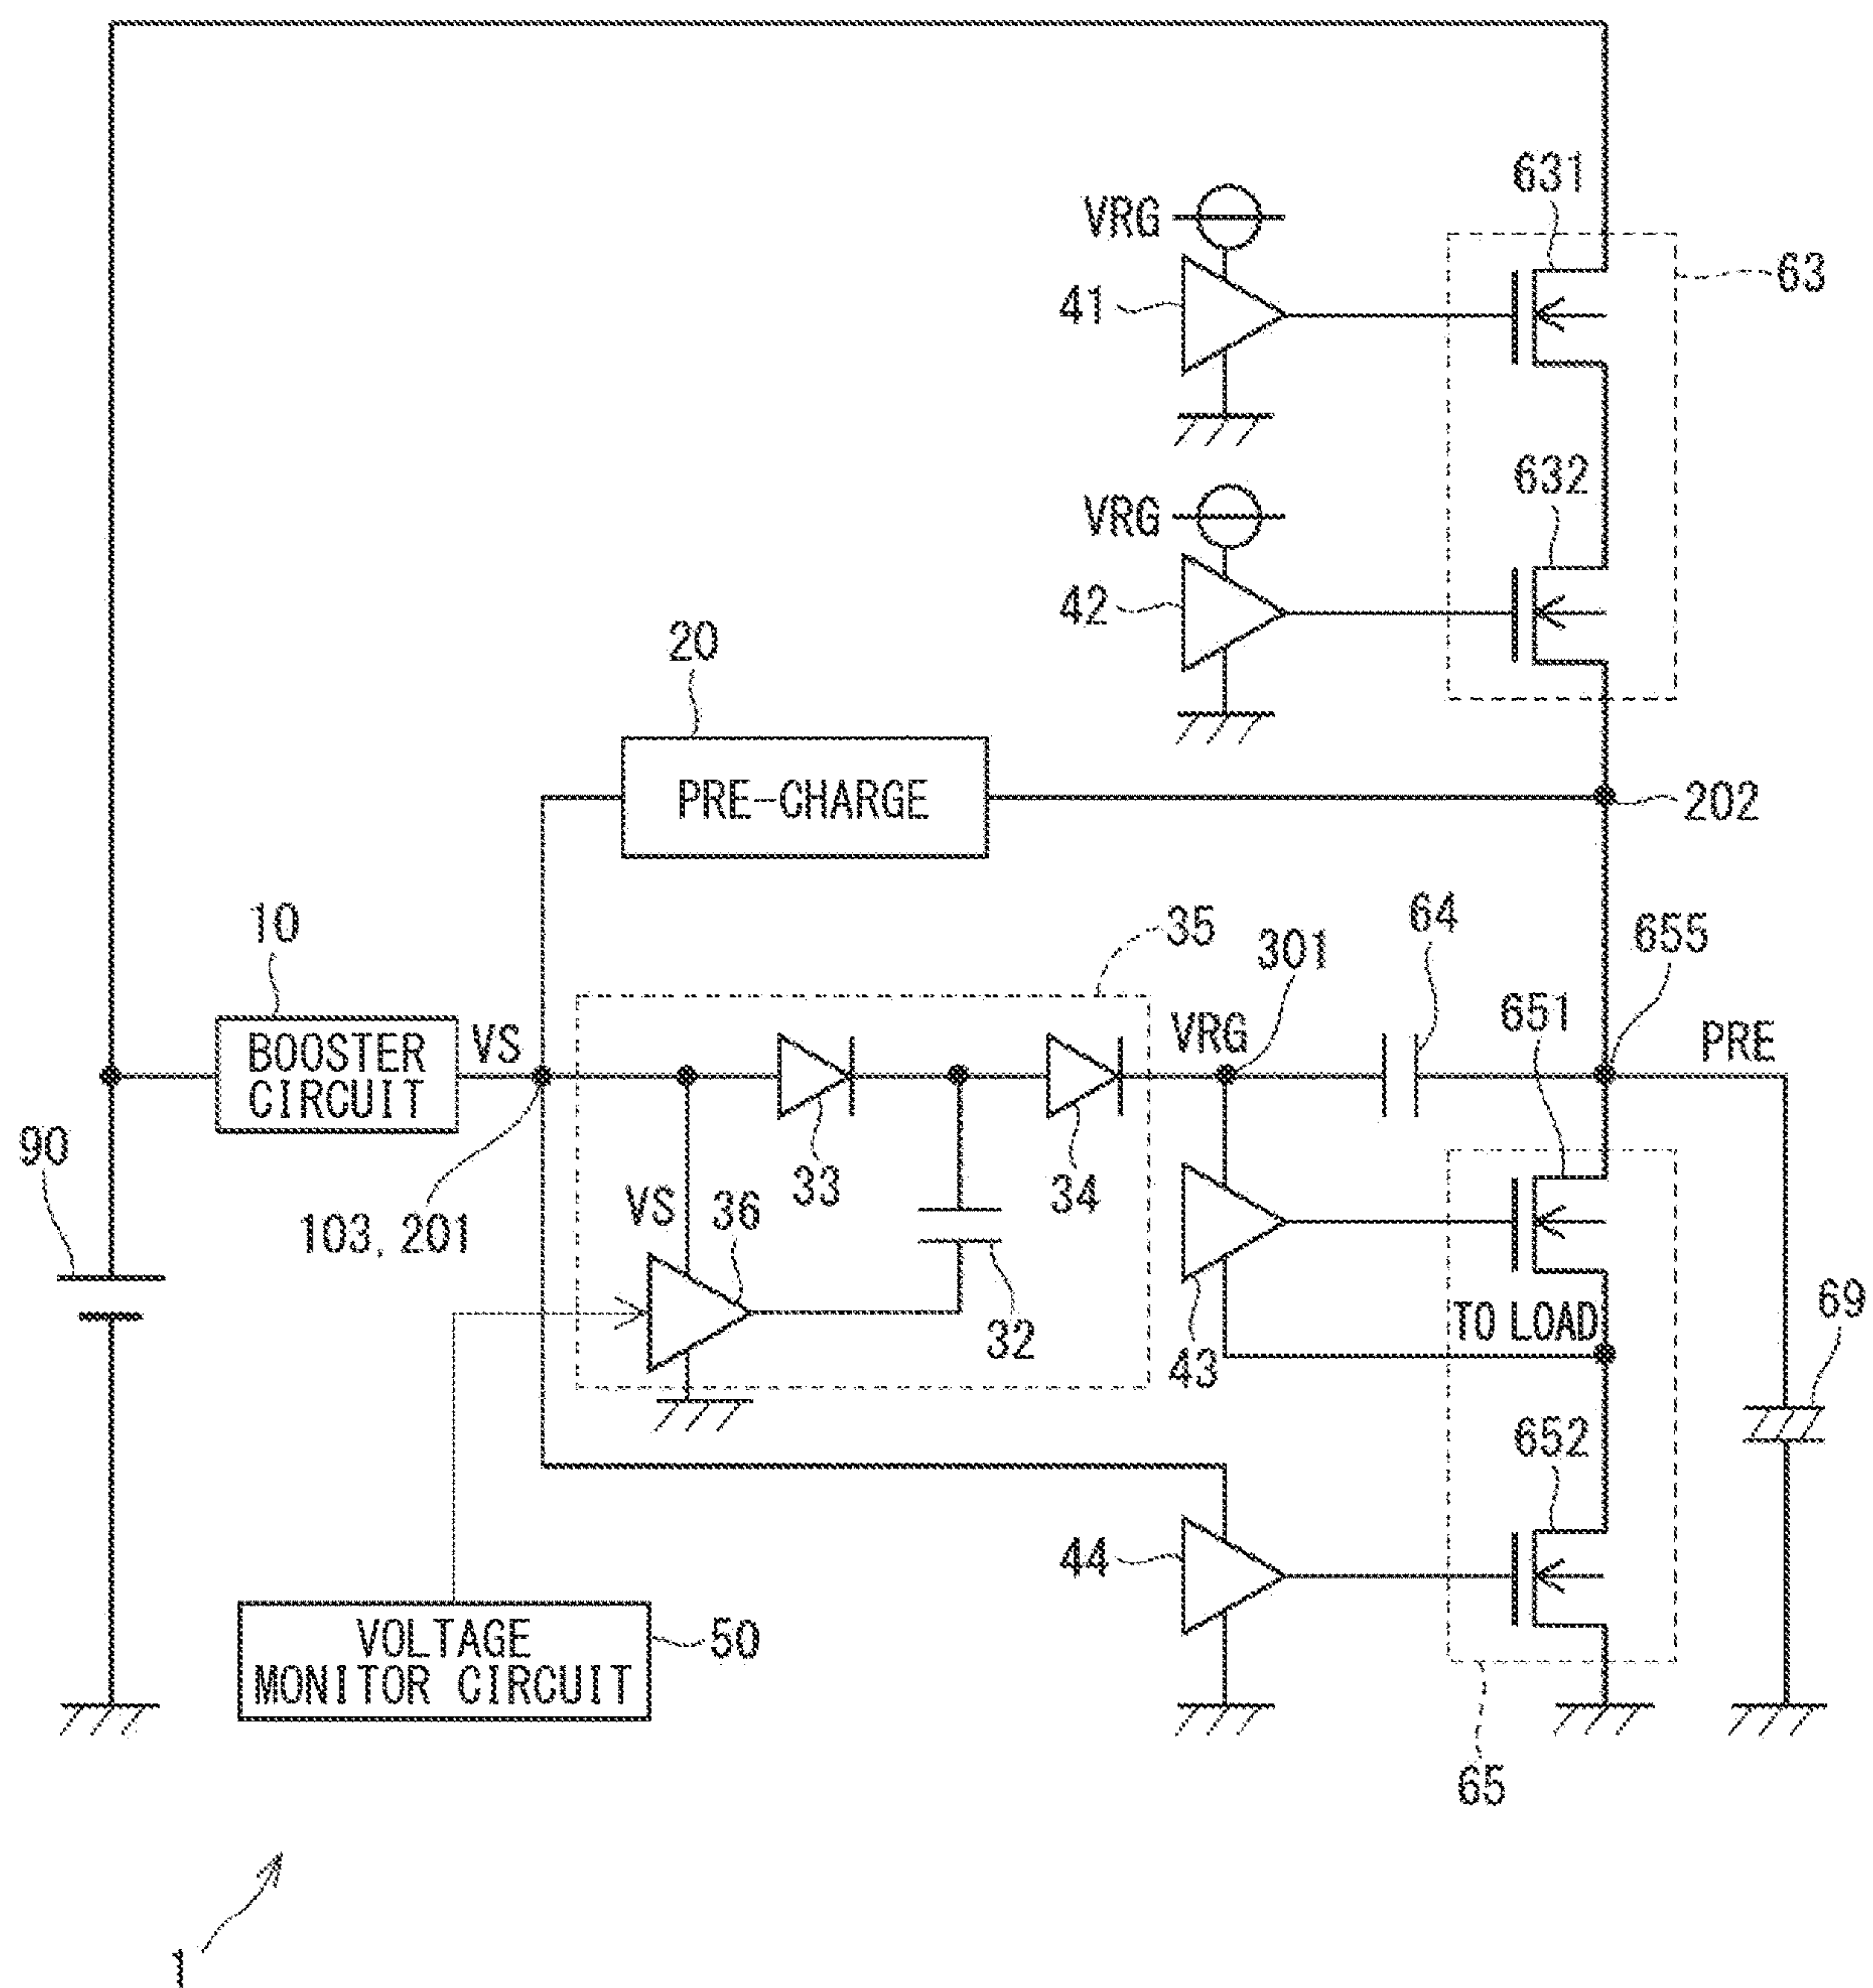 631
VRG
63
41
632
VRG
42
20
PRE-CHARGE
202
10
35
301
64
655
BOOSTER
CIRCUIT
VS
VRG
651
PRE
90
33
34
VS
36
103, 201
32
43
TO LOAD
69
652
44
VOLTAGE
MONITOR CIRCUIT
50
65
1